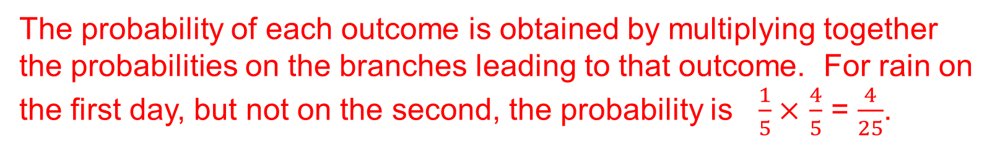 The probability of each outcome is obtained by multiplying together
the probabilities on the branches leading to that outcome.  For rain on
the first day, but not on the second, the probability is 1/5 × 4/5 = 4/25.